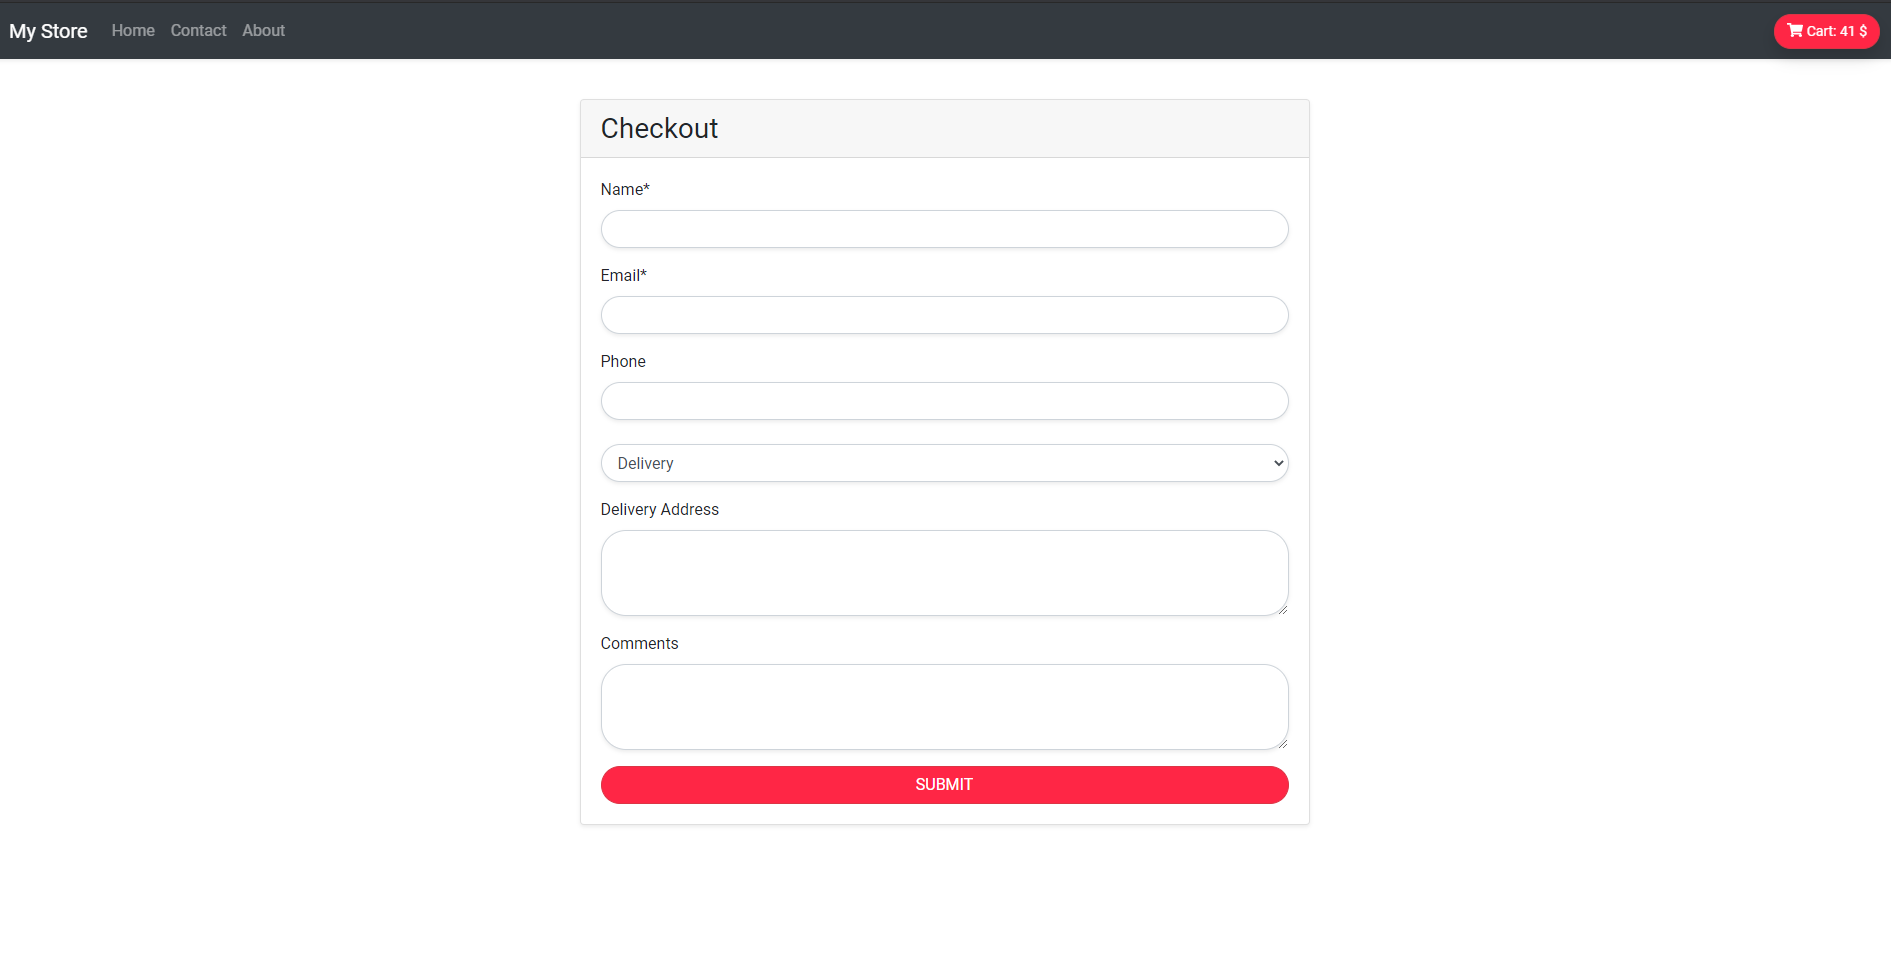 My Store Home Contact About Cart: 41 $
Checkout
Name*
Email*
Phone
Delivery
Delivery Address
Comments
SUBMIT